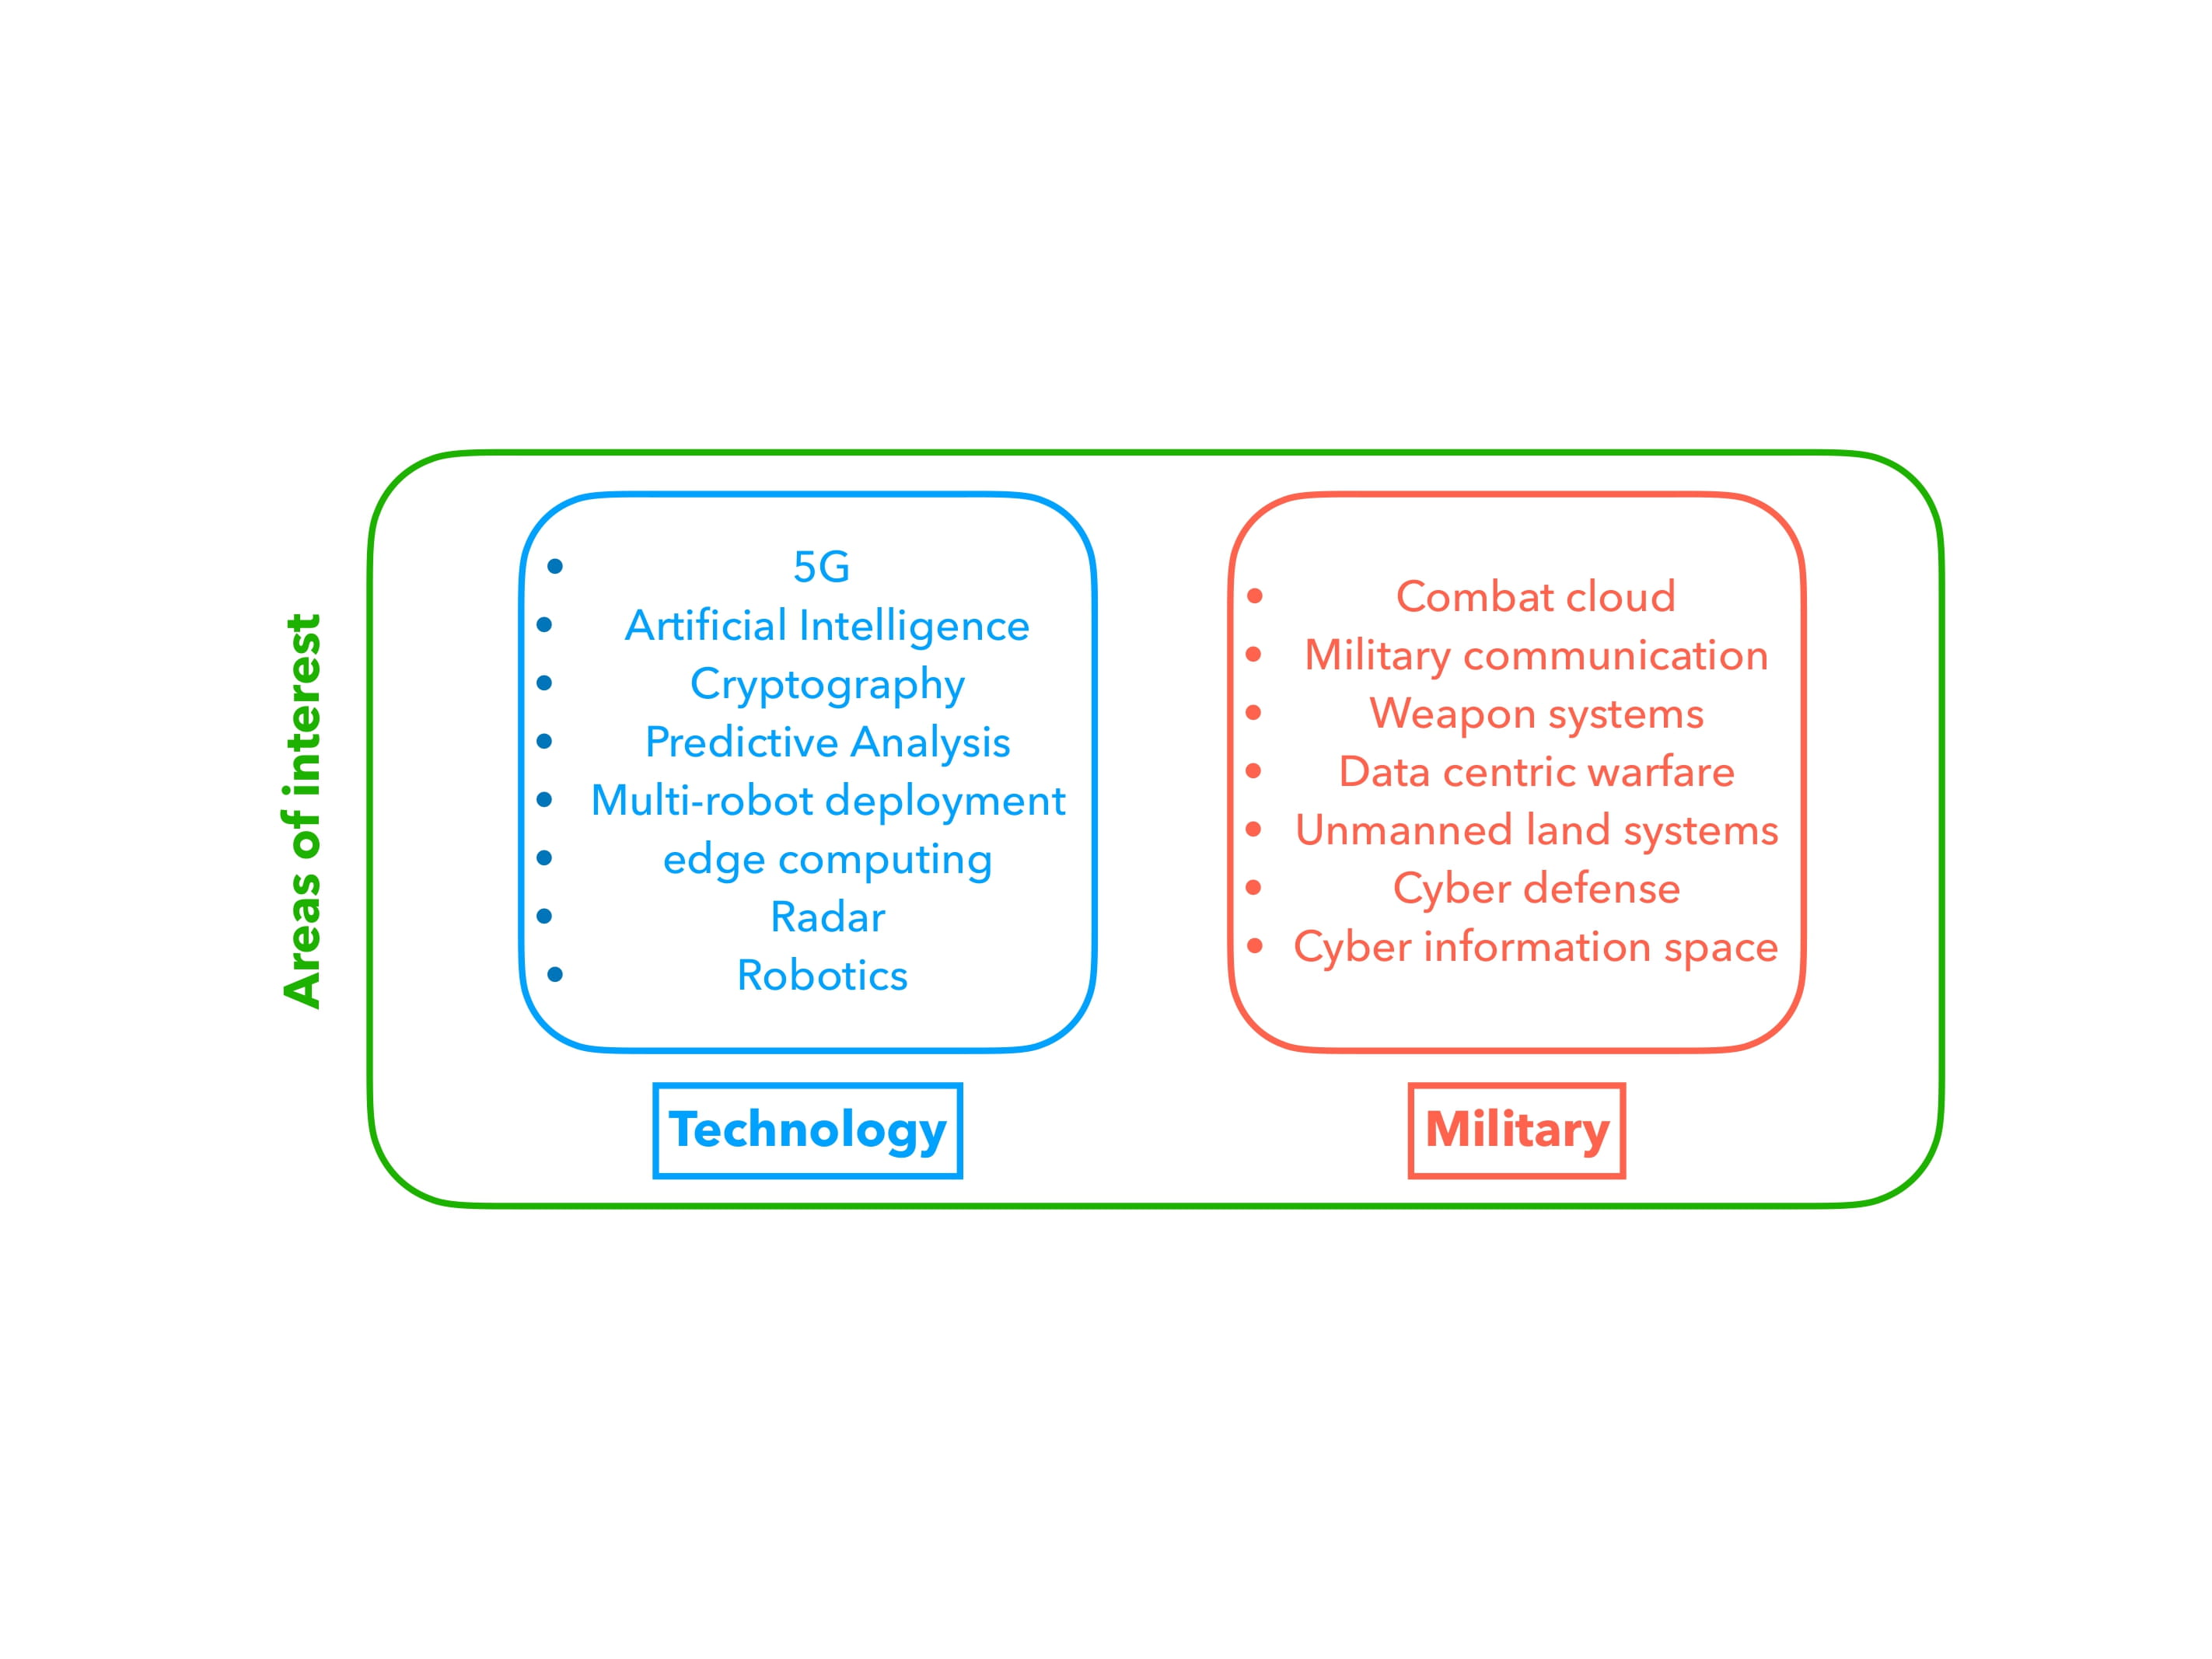 Areas of interest
• 5G
• Artificial Intelligence
• Cryptography
• Predictive Analysis
• Multi-robot deployment
• edge computing
• Radar
• Robotics
Technology
• Combat cloud
• Military communication
• Weapon systems
• Data centric warfare
• Unmanned land systems
• Cyber defense
• Cyber information space
Military